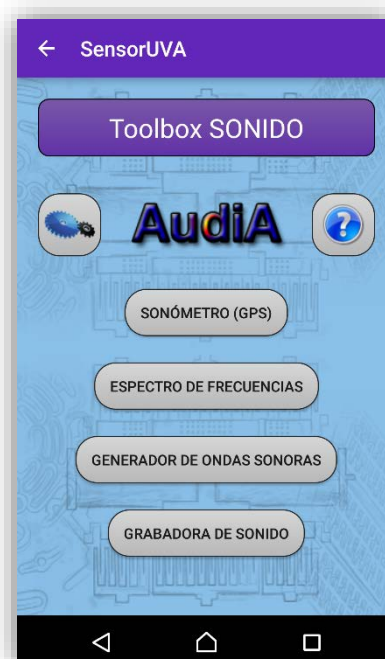 SensorUVA
Toolbox SONIDO
AudiA
?
SONÓMETRO (GPS)
ESPECTRO DE FRECUENCIAS
GENERADOR DE ONDAS SONORAS
GRABADORA DE SONIDO